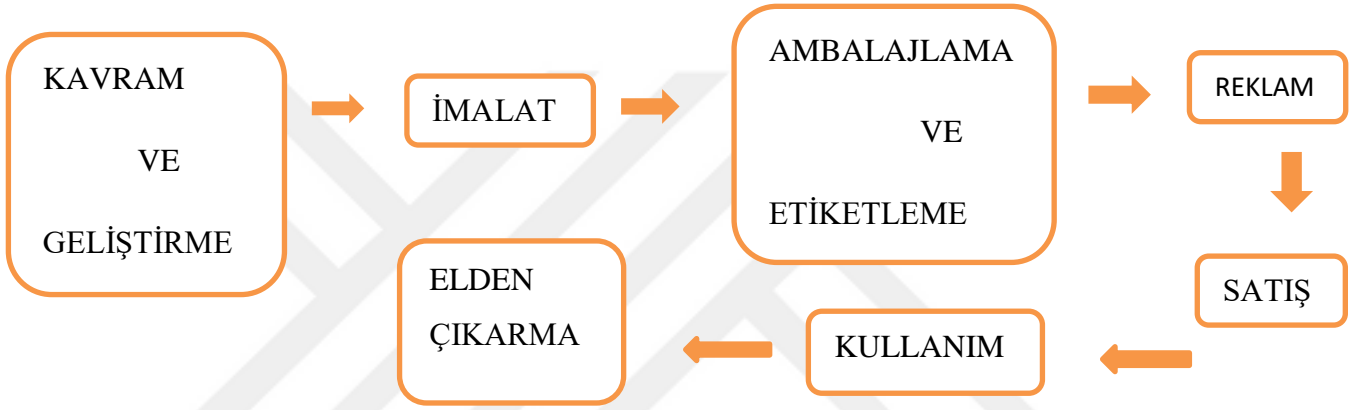 KAVRAM
VE
GELİŞTİRME
İMALAT
AMBALAJLAMA
VE
ETİKETLEME
REKLAM
SATIŞ
KULLANIM
ELDEN
ÇIKARMA